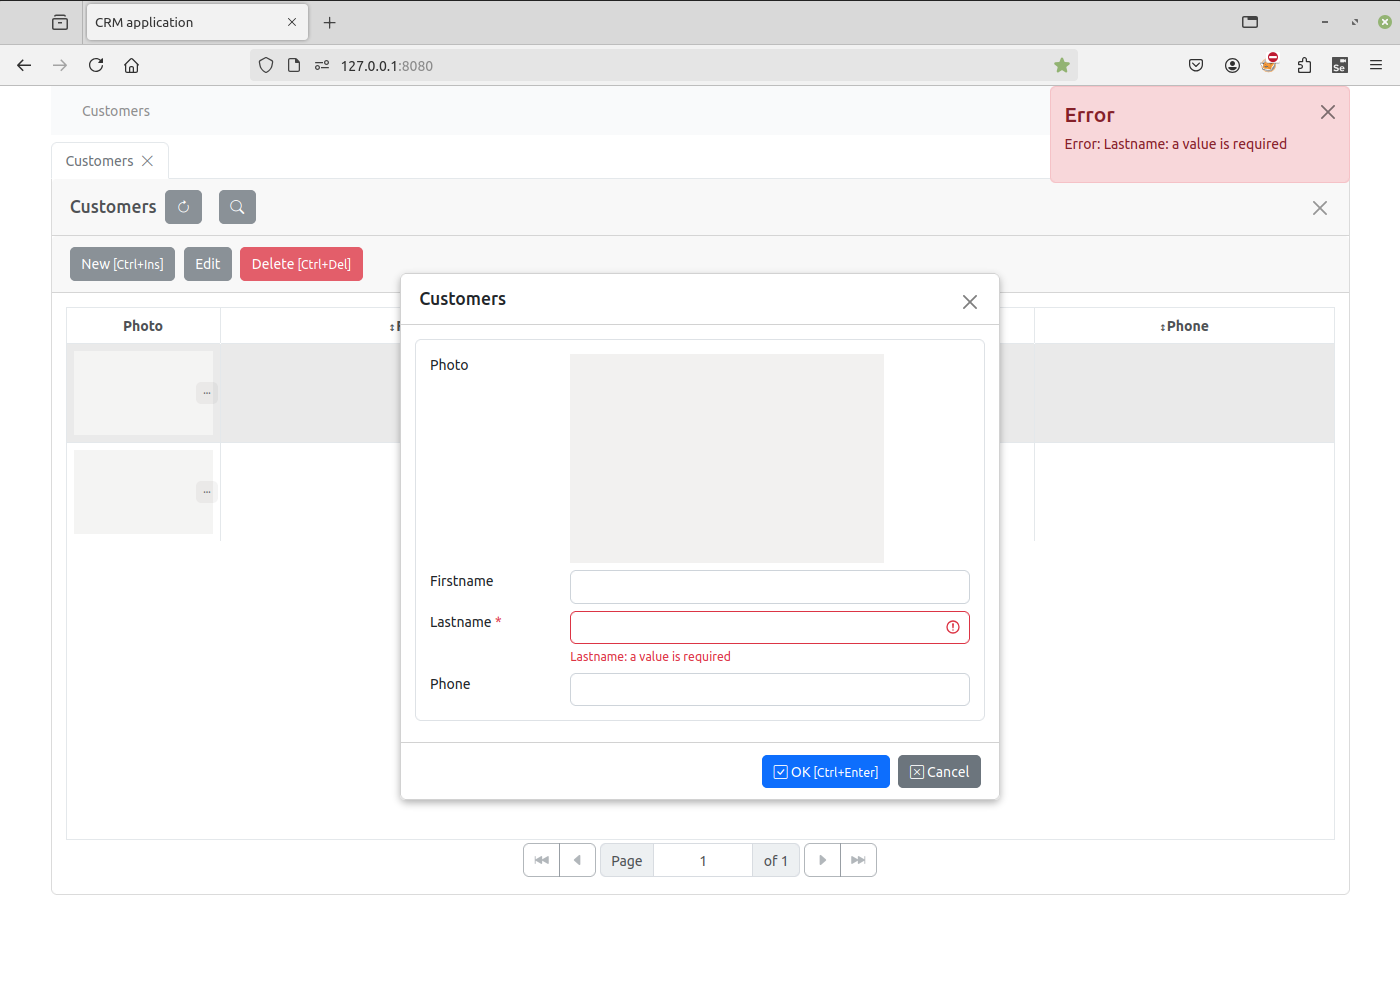 CRM application
127.0.0.1:8080
Customers
Error
Error: Lastname: a value is required
Customers
Customers
New [Ctrl+Ins]
Edit
Delete [Ctrl+Del]
Photo
Phone
...
...
Customers
Photo
Firstname
Lastname *
Lastname: a value is required
Phone
OK [Ctrl+Enter]
Cancel
Page 1 of 1